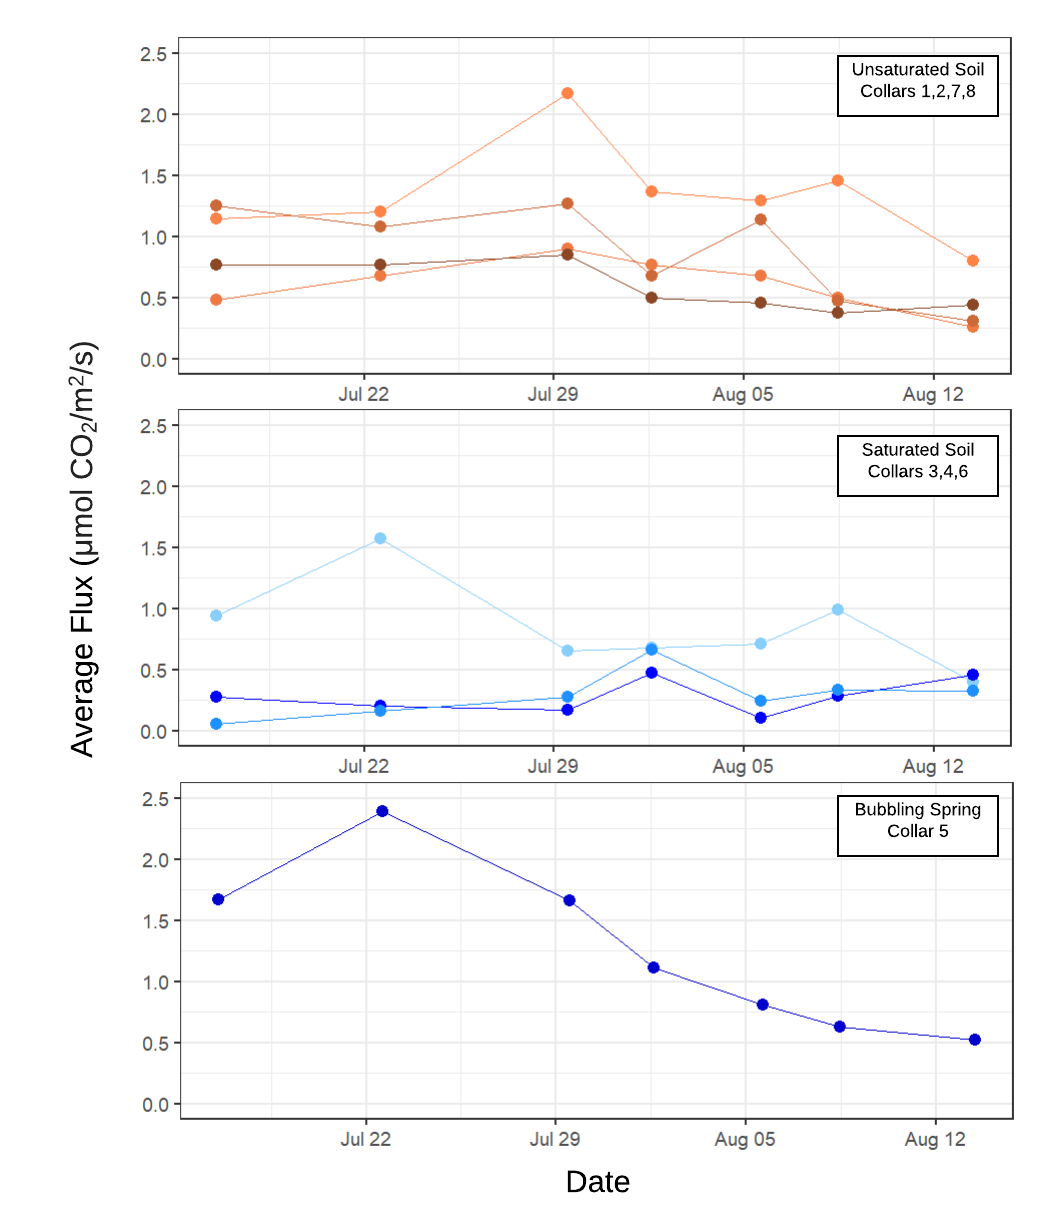 2.5
2.0
1.5
1.0
0.5
0.0
Unsaturated Soil
Collars 1,2,7,8
Jul 22 Jul 29 Aug 05 Aug 12
Average Flux (µmol CO₂/m²/s)
2.5
2.0
1.5
1.0
0.5
0.0
Saturated Soil
Collars 3,4,6
Jul 22 Jul 29 Aug 05 Aug 12
2.5
2.0
1.5
1.0
0.5
0.0
Bubbling Spring
Collar 5
Jul 22 Jul 29 Aug 05 Aug 12
Date